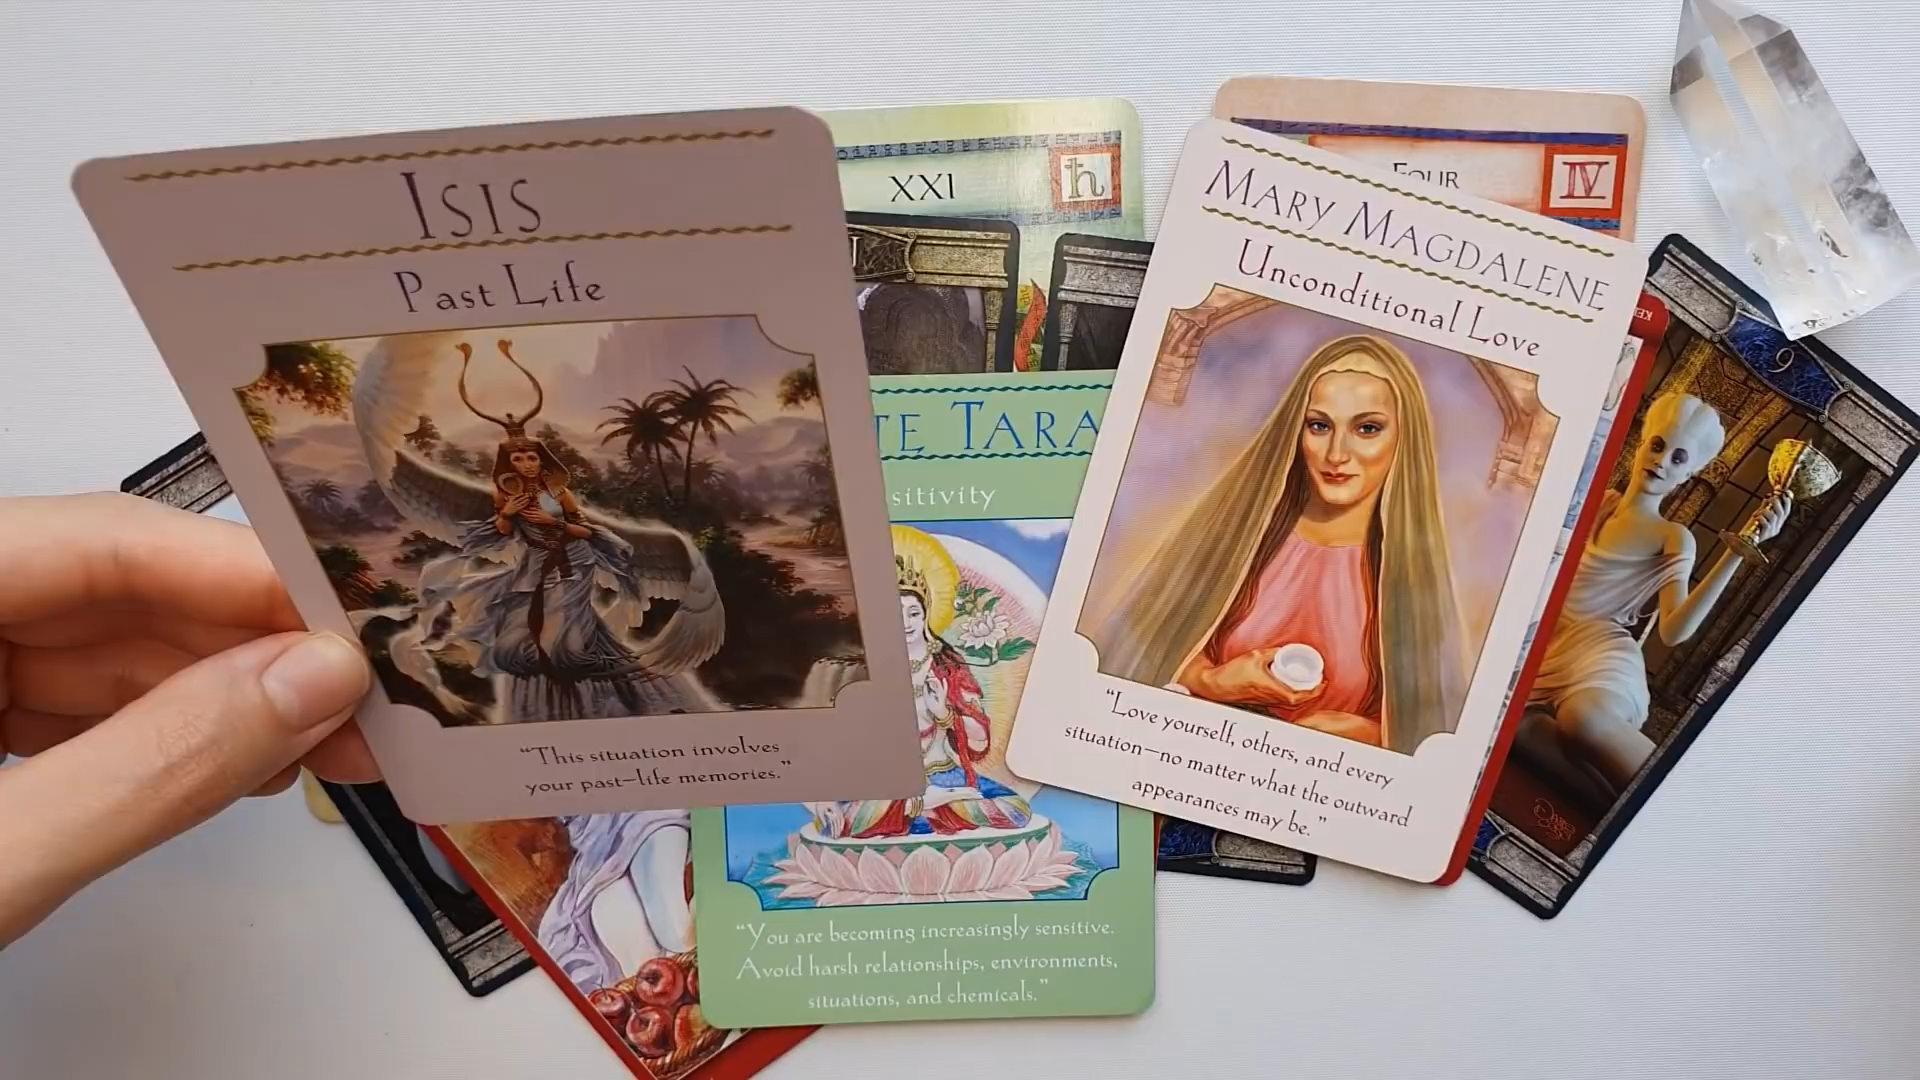 ISIS
Past Life
"This situation involves
your past-life memories."
XXI
ħ
TE TARA
sitivity
"You are becoming increasingly sensitive.
Avoid harsh relationships, environments,
situations, and chemicals."
FOUR
IV
MARY MAGDALENE
Unconditional Love
"Love yourself, others, and every
situation—no matter what the outward
appearances may be."
9